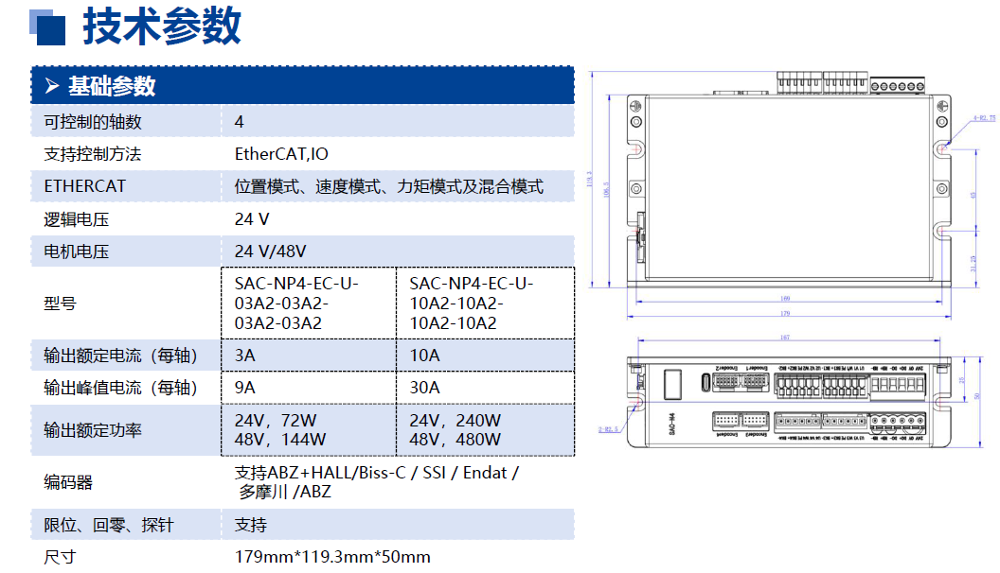 技术参数
➢ 基础参数
可控制的轴数 4
支持控制方法 EtherCAT,IO
ETHERCAT 位置模式、速度模式、力矩模式及混合模式
逻辑电压 24 V
电机电压 24 V/48V
型号
SAC-NP4-EC-U-
03A2-03A2-
03A2-03A2
SAC-NP4-EC-U-
10A2-10A2-
10A2-10A2
输出额定电流（每轴） 3A 10A
输出峰值电流（每轴） 9A 30A
输出额定功率
24V，72W
48V，144W
24V，240W
48V，480W
编码器
支持ABZ+HALL/Biss-C / SSI / Endat /
多摩川 /ABZ
限位、回零、探针 支持
尺寸 179mm*119.3mm*50mm
4-R2.75
119.3
106.5
45
31.25
169
179
167
Encoder2 Encoder1
25
50
2-R2.5
SAC-N4
Encoder4 Encoder3